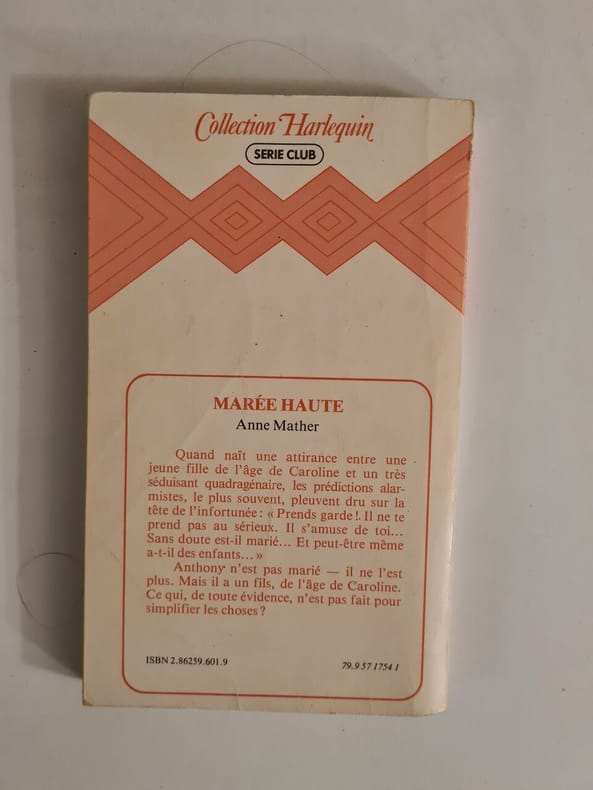 Collection Harlequin
SERIE CLUB
MARÉE HAUTE
Anne Mather
Quand naît une attirance entre une
jeune fille de l'âge de Caroline et un très
séduisant quadragénaire, les prédictions alar-
mistes, le plus souvent, pleuvent dru sur la
tête de l'infortunée : « Prends garde !. Il ne te
prend pas au sérieux. Il s'amuse de toi...
Sans doute est-il marié... Et peut-être même
a-t-il des enfants... »
Anthony n'est pas marié — il ne l'est
plus. Mais il a un fils, de l'âge de Caroline.
Ce qui, de toute évidence, n'est pas fait pour
simplifier les choses ?
ISBN 2.86259.601.9
79.9 57 1754 1